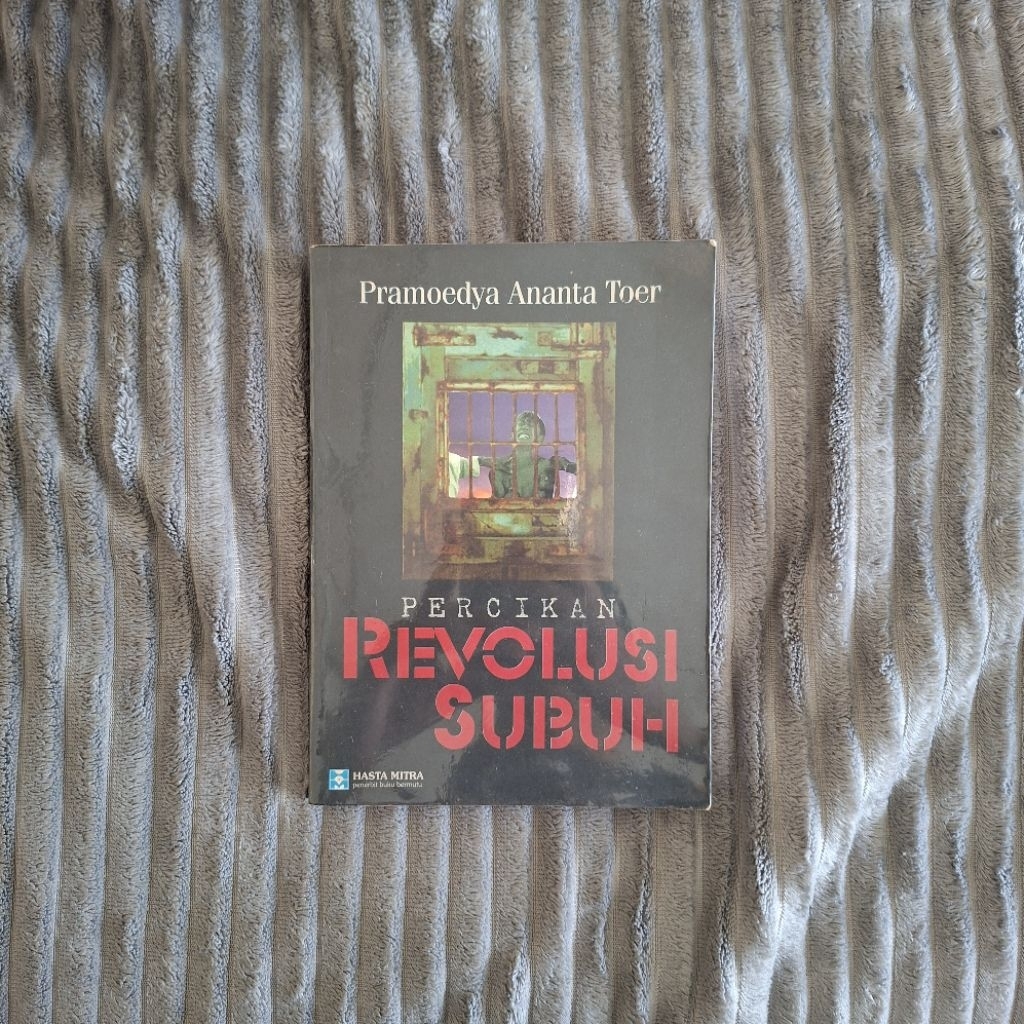 Pramoedya Ananta Toer
PERCIKAN
REVOLUSI
SUBUH
HASTA MITRA
penerbit buku bermutu